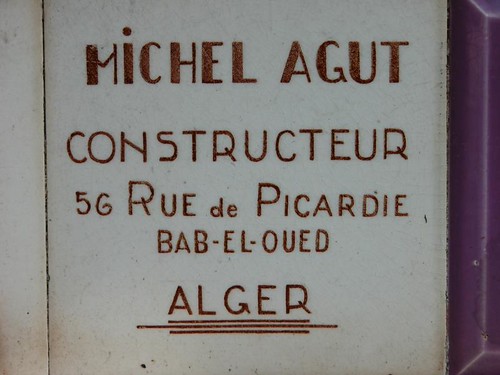 MiCHEL AGUT
CONSTRUCTEUR
56 RUE de PICARDIE
BAB-EL-OUED
ALGER